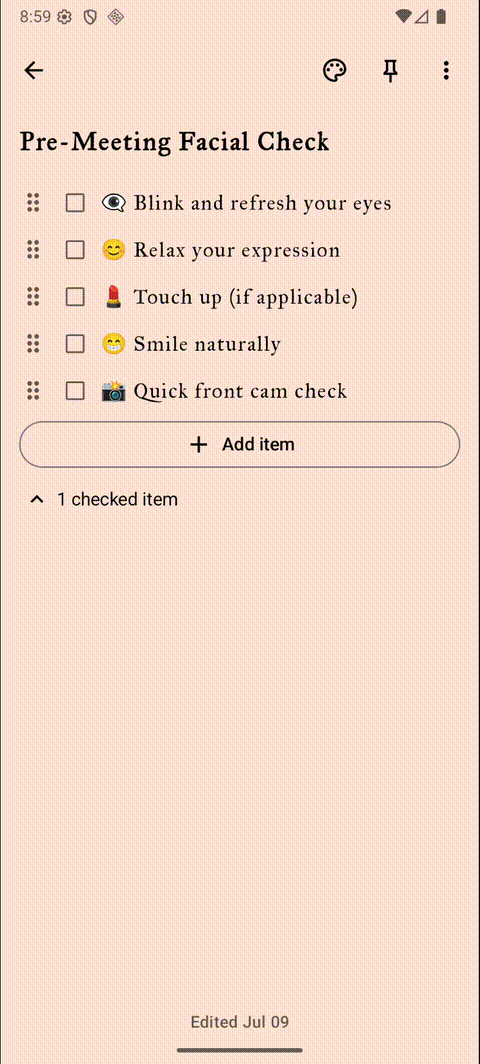 8:59
Pre-Meeting Facial Check
👁️‍🗨️ Blink and refresh your eyes
😊 Relax your expression
💄 Touch up (if applicable)
😁 Smile naturally
📸 Quick front cam check
Add item
1 checked item
Edited Jul 09